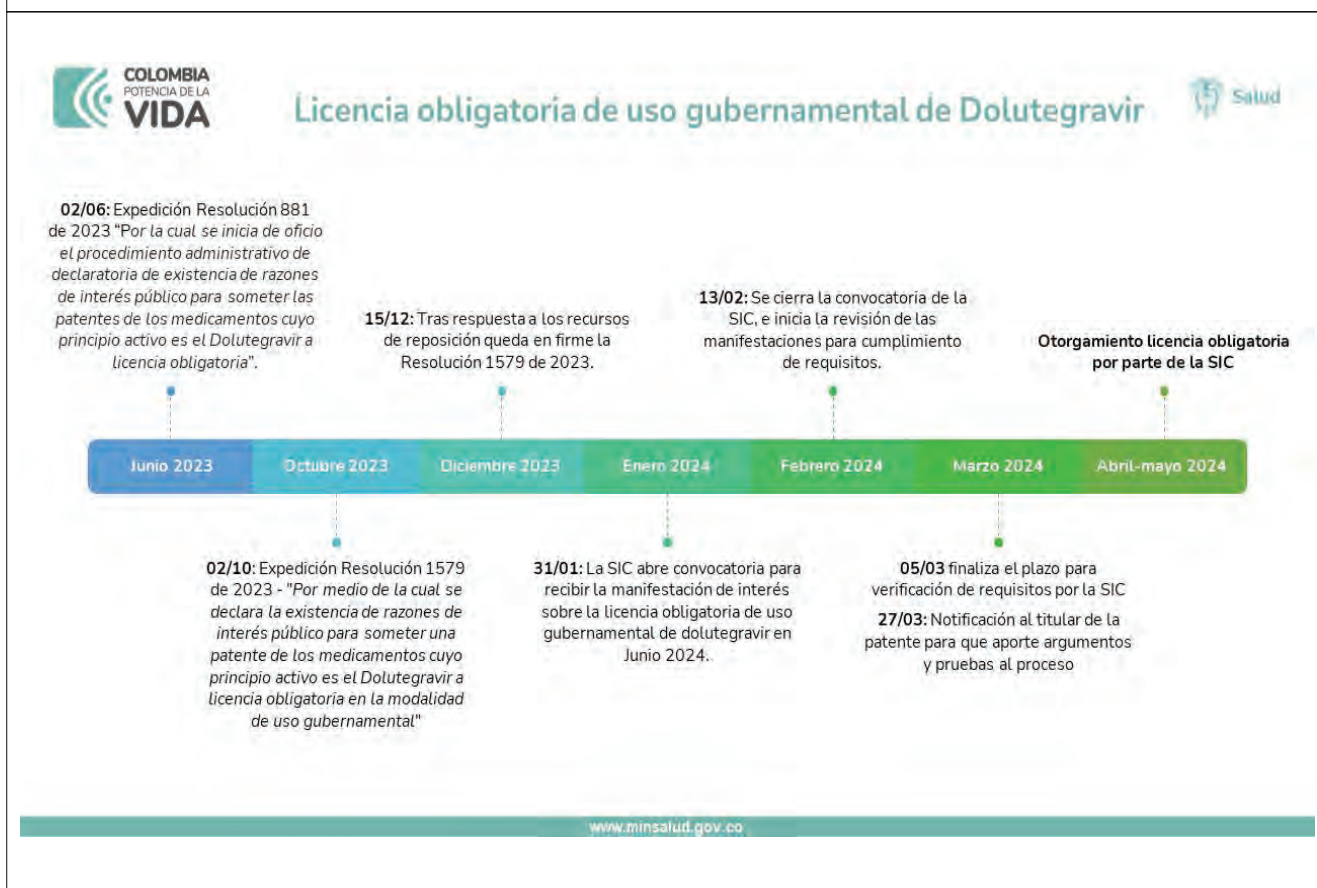 COLOMBIA
POTENCIA DE LA
VIDA
Licencia obligatoria de uso gubernamental de Dolutegravir
Salud
02/06: Expedición Resolución 881
de 2023 "Por la cual se inicia de oficio
el procedimiento administrativo de
declaratoria de existencia de razones
de interés público para someter las
patentes de los medicamentos cuyo
principio activo es el Dolutegravir a
licencia obligatoria".
15/12: Tras respuesta a los recursos
de reposición queda en firme la
Resolución 1579 de 2023.
13/02: Se cierra la convocatoria de la
SIC, e inicia la revisión de las
manifestaciones para cumplimiento
de requisitos.
Otorgamiento licencia obligatoria
por parte de la SIC
Junio 2023
Octubre 2023
Diciembre 2023
Enero 2024
Febrero 2024
Marzo 2024
Abril-mayo 2024
02/10: Expedición Resolución 1579
de 2023 - "Por medio de la cual se
declara la existencia de razones de
interés público para someter una
patente de los medicamentos cuyo
principio activo es el Dolutegravir a
licencia obligatoria en la modalidad
de uso gubernamental"
31/01: La SIC abre convocatoria para
recibir la manifestación de interés
sobre la licencia obligatoria de uso
gubernamental de dolutegravir en
Junio 2024.
05/03 finaliza el plazo para
verificación de requisitos por la SIC
27/03: Notificación al titular de la
patente para que aporte argumentos
y pruebas al proceso
www.minsalud.gov.co